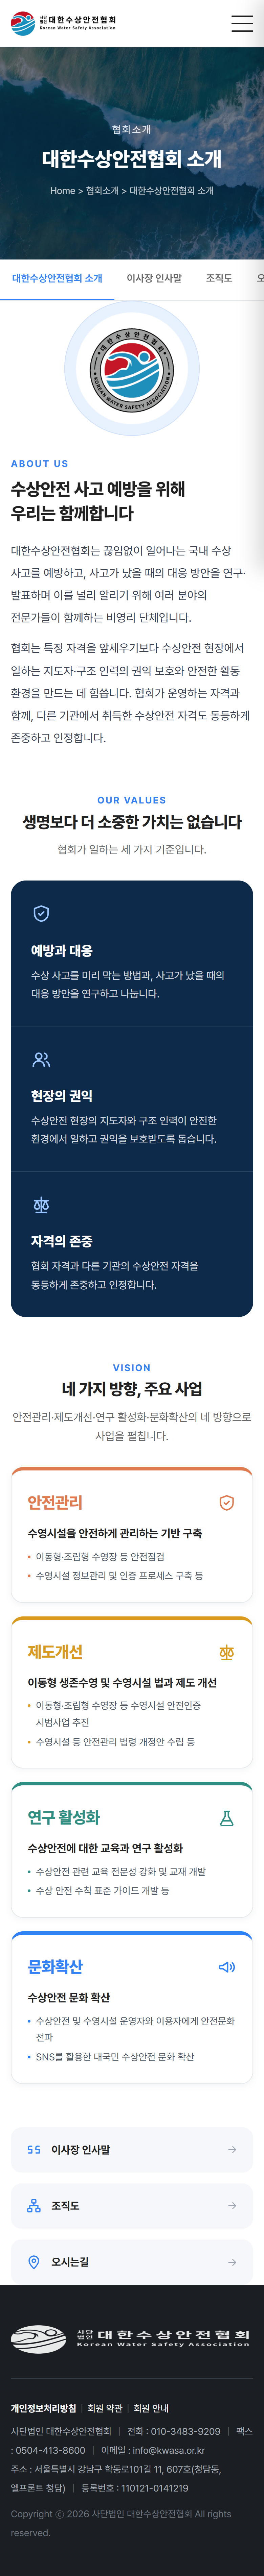 사단
법인 대한수상안전협회
Korean Water Safety Association
협회소개
대한수상안전협회 소개
Home > 협회소개 > 대한수상안전협회 소개
대한수상안전협회 소개 이사장 인사말 조직도 오
대한수상안전협회
KOREAN WATER SAFETY ASSOCIATION
ABOUT US
수상안전 사고 예방을 위해
우리는 함께합니다
대한수상안전협회는 끊임없이 일어나는 국내 수상
사고를 예방하고, 사고가 났을 때의 대응 방안을 연구·
발표하며 이를 널리 알리기 위해 여러 분야의
전문가들이 함께하는 비영리 단체입니다.
협회는 특정 자격을 앞세우기보다 수상안전 현장에서
일하는 지도자·구조 인력의 권익 보호와 안전한 활동
환경을 만드는 데 힘씁니다. 협회가 운영하는 자격과
함께, 다른 기관에서 취득한 수상안전 자격도 동등하게
존중하고 인정합니다.
OUR VALUES
생명보다 더 소중한 가치는 없습니다
협회가 일하는 세 가지 기준입니다.
예방과 대응
수상 사고를 미리 막는 방법과, 사고가 났을 때의
대응 방안을 연구하고 나눕니다.
현장의 권익
수상안전 현장의 지도자와 구조 인력이 안전한
환경에서 일하고 권익을 보호받도록 돕습니다.
자격의 존중
협회 자격과 다른 기관의 수상안전 자격을
동등하게 존중하고 인정합니다.
VISION
네 가지 방향, 주요 사업
안전관리·제도개선·연구 활성화·문화확산의 네 방향으로
사업을 펼칩니다.
안전관리
수영시설을 안전하게 관리하는 기반 구축
• 이동형·조립형 수영장 등 안전점검
• 수영시설 정보관리 및 인증 프로세스 구축 등
제도개선
이동형 생존수영 및 수영시설 법과 제도 개선
• 이동형·조립형 수영장 등 수영시설 안전인증
시범사업 추진
• 수영시설 등 안전관리 법령 개정안 수립 등
연구 활성화
수상안전에 대한 교육과 연구 활성화
• 수상안전 관련 교육 전문성 강화 및 교재 개발
• 수상 안전 수칙 표준 가이드 개발 등
문화확산
수상안전 문화 확산
• 수상안전 및 수영시설 운영자와 이용자에게 안전문화
전파
• SNS를 활용한 대국민 수상안전 문화 확산
이사장 인사말
조직도
오시는길
사단
법인 대한수상안전협회
Korean Water Safety Association
개인정보처리방침 | 회원 약관 | 회원 안내
사단법인 대한수상안전협회 | 전화 : 010-3483-9209 | 팩스
: 0504-413-8600 | 이메일 : info@kwasa.or.kr
주소 : 서울특별시 강남구 학동로101길 11, 607호(청담동,
엘프론트 청담) | 등록번호 : 110121-0141219
Copyright ⓒ 2026 사단법인 대한수상안전협회 All rights
reserved.